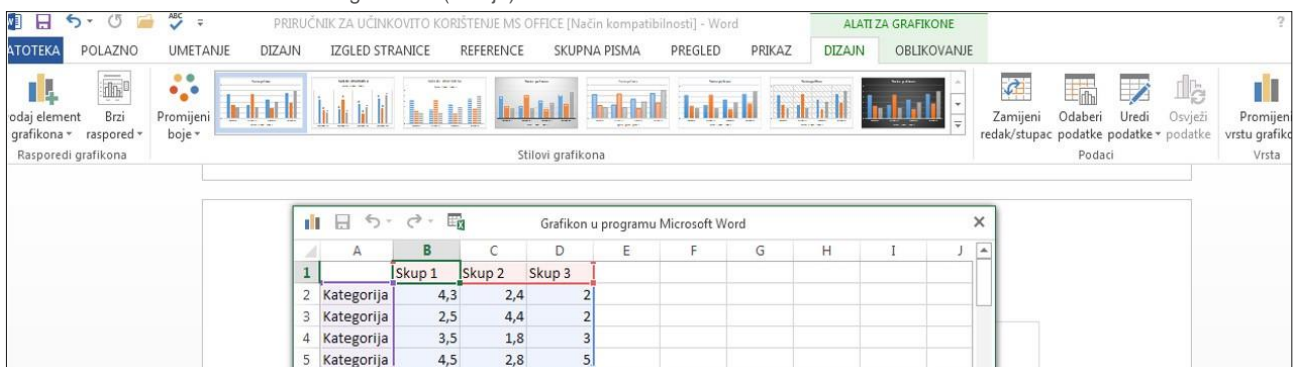 ABC
PRIRUČNIK ZA UČINKOVITO KORIŠTENJE MS OFFICE [Način kompatibilnosti] - Word
ALATI ZA GRAFIKONE
?
ATOTEKA POLAZNO UMETANJE DIZAJN IZGLED STRANICE REFERENCE SKUPNA PISMA PREGLED PRIKAZ DIZAJN OBLIKOVANJE
odaj element Brzi Promijeni Zamijeni Odaberi Uredi Osvježi Promijeni
grafikona raspored boje redak/stupac podatke podatke podatke vrstu grafiko
Rasporedi grafikona Stilovi grafikona Podaci Vrsta
Grafikon u programu Microsoft Word
A B C D E F G H I J
1 Skup 1 Skup 2 Skup 3
2 Kategorija 4,3 2,4 2
3 Kategorija 2,5 4,4 2
4 Kategorija 3,5 1,8 3
5 Kategorija 4,5 2,8 5